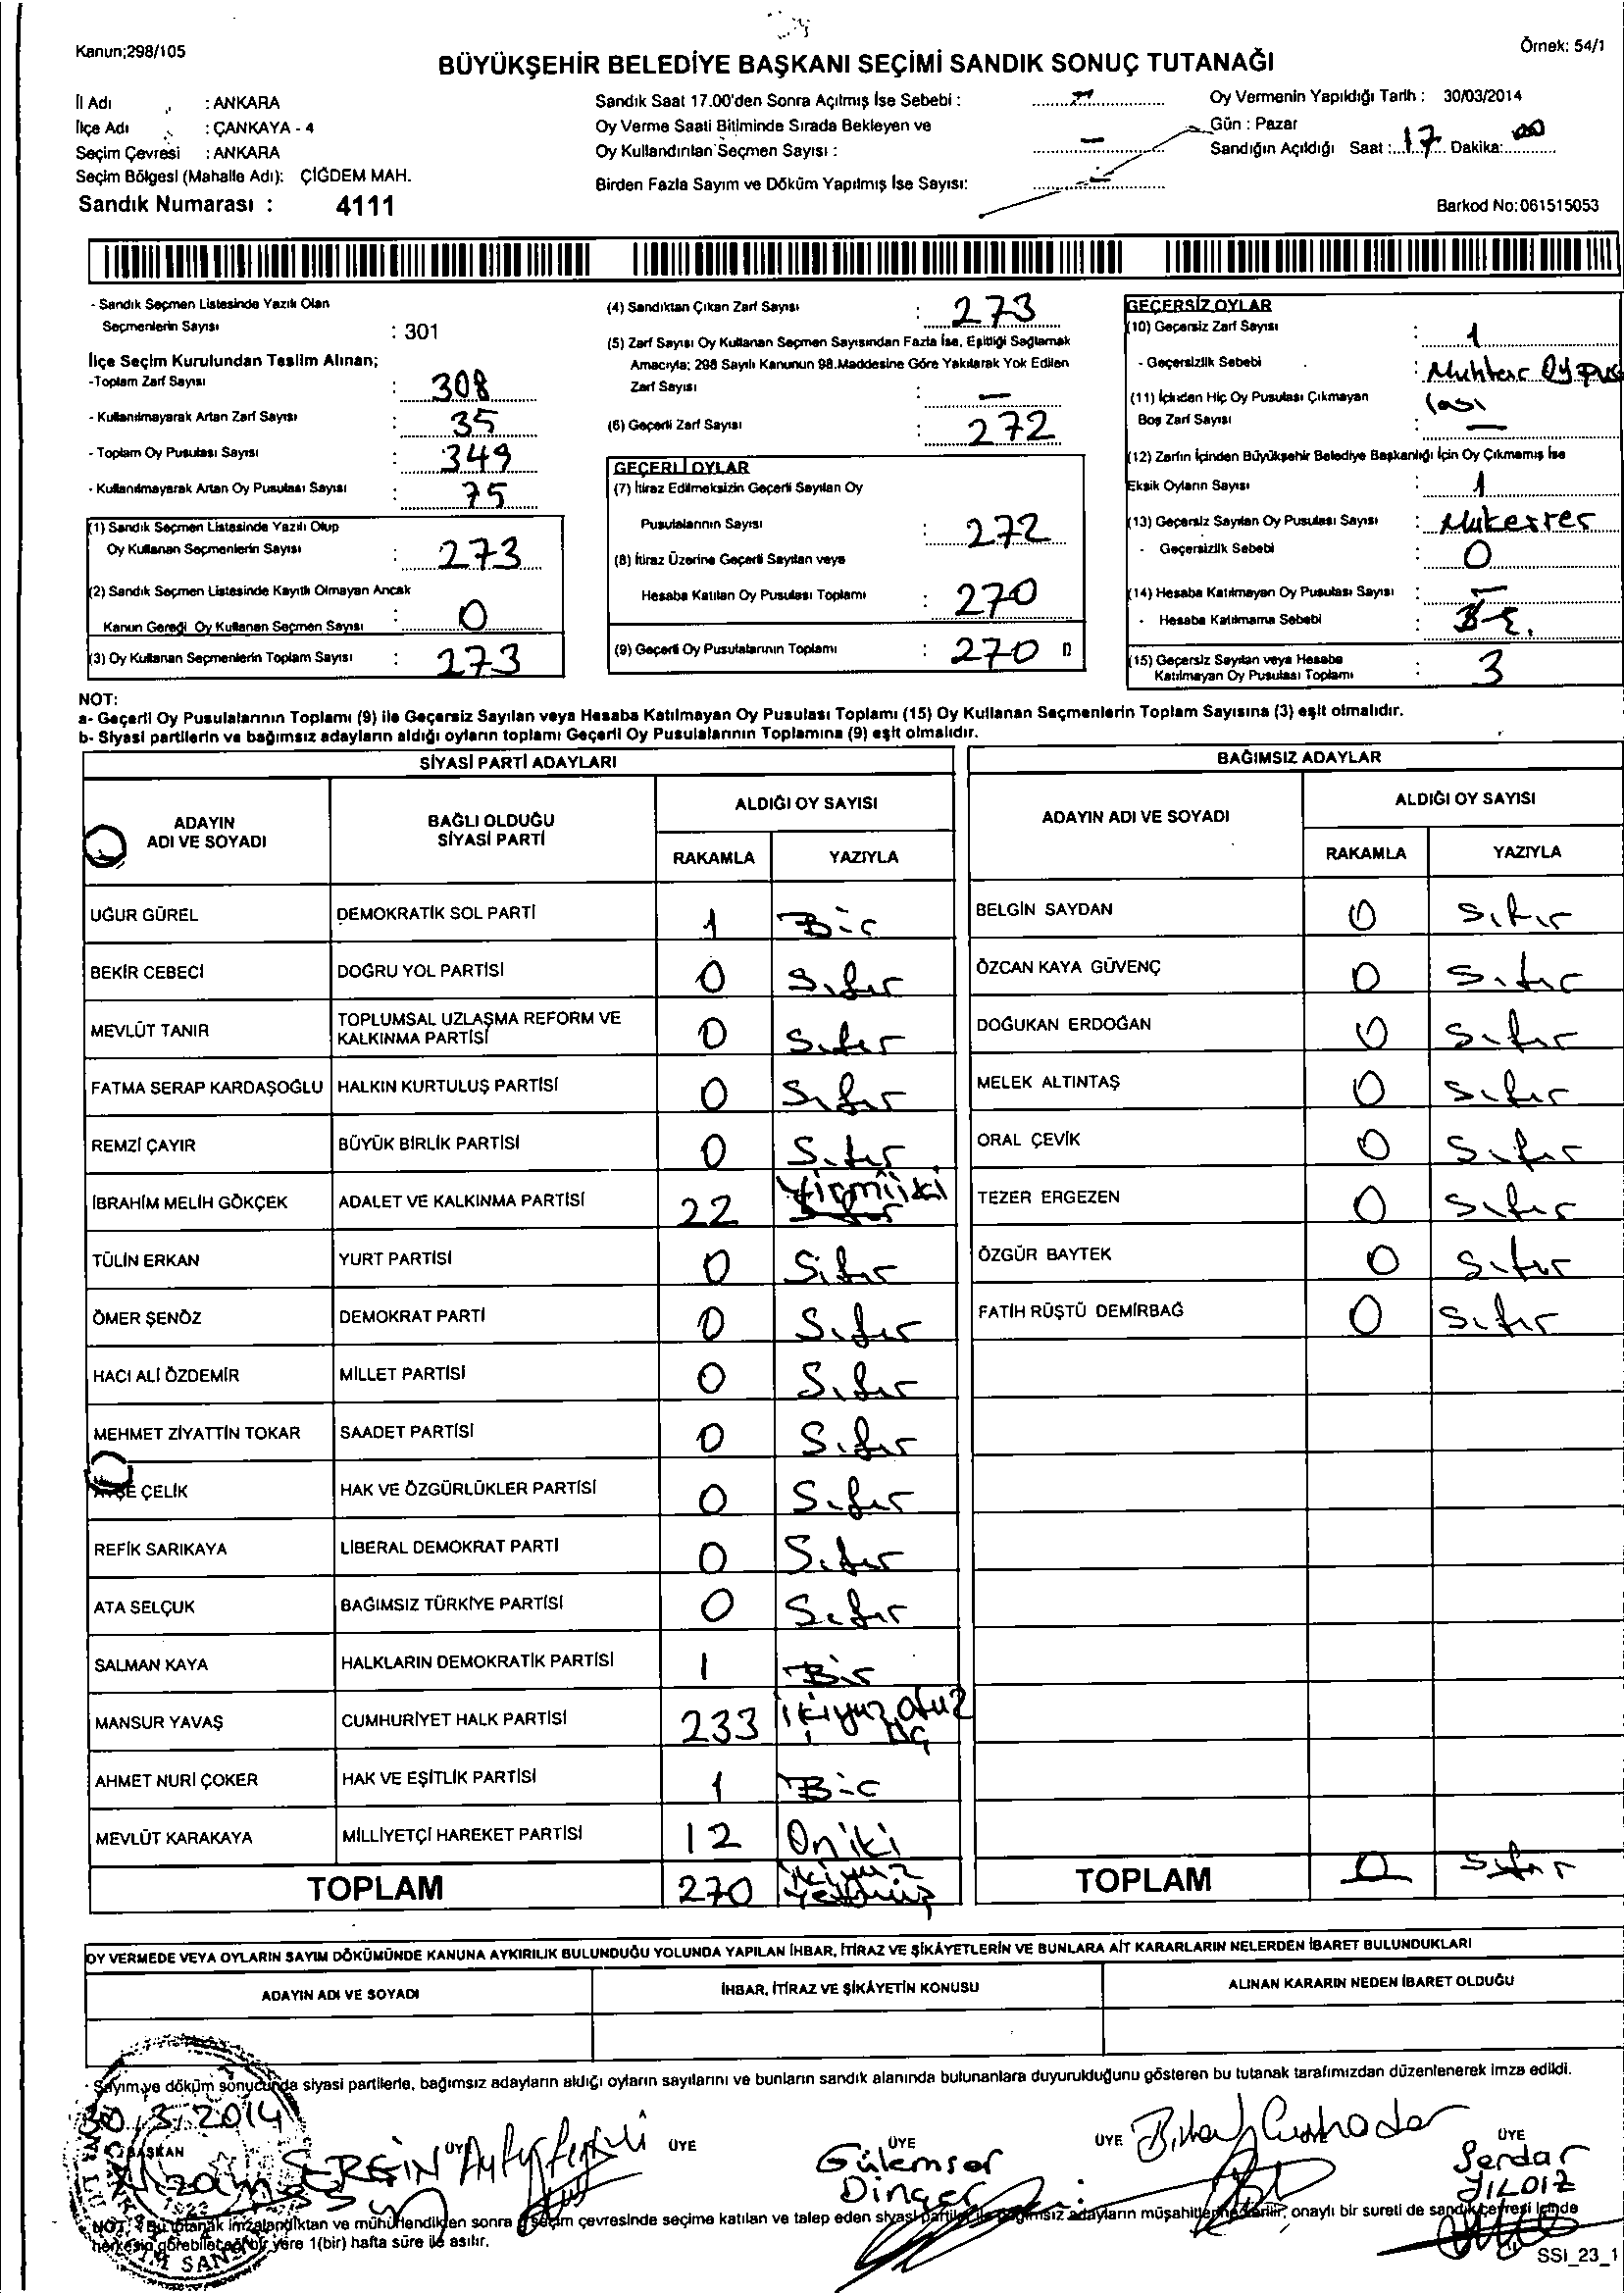 Kanun;298/105
Örnek: 54/1
BÜYÜKŞEHİR BELEDİYE BAŞKANI SEÇİMİ SANDIK SONUÇ TUTANAĞI
İl Adı : ANKARA
İlçe Adı : ÇANKAYA - 4
Seçim Çevresi : ANKARA
Seçim Bölgesi (Mahalle Adı): ÇİĞDEM MAH.
Sandık Numarası : 4111
Sandık Saat 17.00'den Sonra Açılmış İse Sebebi :
Oy Verme Saati Bitiminde Sırada Bekleyen ve
Oy Kullandırılan Seçmen Sayısı : –
Birden Fazla Sayım ve Döküm Yapılmış İse Sayısı: –
Oy Vermenin Yapıldığı Tarih : 30/03/2014
Gün : Pazar
Sandığın Açıldığı Saat : 17 Dakika: 00
Barkod No:061515053
- Sandık Seçmen Listesinde Yazılı Olan
Seçmenlerin Sayısı : 301
İlçe Seçim Kurulundan Teslim Alınan;
-Toplam Zarf Sayısı : 308
- Kullanılmayarak Artan Zarf Sayısı : 35
- Toplam Oy Pusulası Sayısı : 349
- Kullanılmayarak Artan Oy Pusulası Sayısı : 75
(1) Sandık Seçmen Listesinde Yazılı Olup
Oy Kullanan Seçmenlerin Sayısı : 273
(2) Sandık Seçmen Listesinde Kayıtlı Olmayan Ancak
Kanun Gereği Oy Kullanan Seçmen Sayısı : 0
(3) Oy Kullanan Seçmenlerin Toplam Sayısı : 273
(4) Sandıktan Çıkan Zarf Sayısı : 273
(5) Zarf Sayısı Oy Kullanan Seçmen Sayısından Fazla İse, Eşitliği Sağlamak
Amacıyla; 298 Sayılı Kanunun 98.Maddesine Göre Yakılarak Yok Edilen
Zarf Sayısı : –
(6) Geçerli Zarf Sayısı : 272
GEÇERLİ OYLAR
(7) İtiraz Edilmeksizin Geçerli Sayılan Oy
Pusulalarının Sayısı : 272
(8) İtiraz Üzerine Geçerli Sayılan veya
Hesaba Katılan Oy Pusulası Toplamı : 270
(9) Geçerli Oy Pusulalarının Toplamı : 270
GEÇERSİZ OYLAR
(10) Geçersiz Zarf Sayısı : 1
- Geçersizlik Sebebi : Muhtar Oy Pus
lası
(11) İçinden Hiç Oy Pusulası Çıkmayan
Boş Zarf Sayısı : –
(12) Zarfın İçinden Büyükşehir Belediye Başkanlığı İçin Oy Çıkmamış İse
Eksik Oyların Sayısı : 1
(13) Geçersiz Sayılan Oy Pusulası Sayısı : Mükerrer
- Geçersizlik Sebebi : 0
(14) Hesaba Katılmayan Oy Pusulası Sayısı : –
- Hesaba Katılmama Sebebi :
(15) Geçersiz Sayılan veya Hesaba
Katılmayan Oy Pusulası Toplamı : 3
NOT:
a- Geçerli Oy Pusulalarının Toplamı (9) ile Geçersiz Sayılan veya Hesaba Katılmayan Oy Pusulası Toplamı (15) Oy Kullanan Seçmenlerin Toplam Sayısına (3) eşit olmalıdır.
b- Siyasi partilerin ve bağımsız adayların aldığı oyların toplamı Geçerli Oy Pusulalarının Toplamına (9) eşit olmalıdır.
SİYASİ PARTİ ADAYLARI
ADAYIN ADI VE SOYADI BAĞLI OLDUĞU SİYASİ PARTİ ALDIĞI OY SAYISI
RAKAMLA YAZIYLA
UĞUR GÜREL DEMOKRATİK SOL PARTİ 1 Bir
BEKİR CEBECİ DOĞRU YOL PARTİSİ 0 Sıfır
MEVLÜT TANIR TOPLUMSAL UZLAŞMA REFORM VE KALKINMA PARTİSİ 0 Sıfır
FATMA SERAP KARDAŞOĞLU HALKIN KURTULUŞ PARTİSİ 0 Sıfır
REMZİ ÇAYIR BÜYÜK BİRLİK PARTİSİ 0 Sıfır
İBRAHİM MELİH GÖKÇEK ADALET VE KALKINMA PARTİSİ 22 Yirmiiki
TÜLİN ERKAN YURT PARTİSİ 0 Sıfır
ÖMER ŞENÖZ DEMOKRAT PARTİ 0 Sıfır
HACI ALİ ÖZDEMİR MİLLET PARTİSİ 0 Sıfır
MEHMET ZİYATTİN TOKAR SAADET PARTİSİ 0 Sıfır
AYŞE ÇELİK HAK VE ÖZGÜRLÜKLER PARTİSİ 0 Sıfır
REFİK SARIKAYA LİBERAL DEMOKRAT PARTİ 0 Sıfır
ATA SELÇUK BAĞIMSIZ TÜRKİYE PARTİSİ 0 Sıfır
SALMAN KAYA HALKLARIN DEMOKRATİK PARTİSİ 1 Bir
MANSUR YAVAŞ CUMHURİYET HALK PARTİSİ 233 İkiyüz otuz üç
AHMET NURİ ÇOKER HAK VE EŞİTLİK PARTİSİ 1 Bir
MEVLÜT KARAKAYA MİLLİYETÇİ HAREKET PARTİSİ 12 Oniki
TOPLAM 270 ikiyüz yetmiş
BAĞIMSIZ ADAYLAR
ADAYIN ADI VE SOYADI ALDIĞI OY SAYISI
RAKAMLA YAZIYLA
BELGİN SAYDAN 0 Sıfır
ÖZCAN KAYA GÜVENÇ 0 Sıfır
DOĞUKAN ERDOĞAN 0 Sıfır
MELEK ALTINTAŞ 0 Sıfır
ORAL ÇEVİK 0 Sıfır
TEZER ERGEZEN 0 Sıfır
ÖZGÜR BAYTEK 0 Sıfır
FATİH RÜŞTÜ DEMİRBAĞ 0 Sıfır
TOPLAM 0 Sıfır
OY VERMEDE VEYA OYLARIN SAYIM DÖKÜMÜNDE KANUNA AYKIRILIK BULUNDUĞU YOLUNDA YAPILAN İHBAR, İTİRAZ VE ŞİKÂYETLERİN VE BUNLARA AİT KARARLARIN NELERDEN İBARET BULUNDUKLARI
ADAYIN ADI VE SOYADI İHBAR, İTİRAZ VE ŞİKÂYETİN KONUSU ALINAN KARARIN NEDEN İBARET OLDUĞU
Sayım ve döküm sonucunda siyasi partilerle, bağımsız adayların aldığı oyların sayılarını ve bunların sandık alanında bulunanlara duyurulduğunu gösteren bu tutanak tarafımızdan düzenlenerek imza edildi.
30/3/2014
BAŞKAN ÜYE ÜYE ÜYE ÜYE ÜYE
ERGİN
Gülemser
Dinçer
Serdar
YILDIZ
NOT: Bu tutanak imzalandıktan ve mühürlendikten sonra seçim çevresinde seçime katılan ve talep eden siyasi partiler ile bağımsız adayların müşahitlerine verilir, onaylı bir sureti de sandık çevresi içinde
herkesin görebileceği bir yere 1(bir) hafta süre ile asılır.
SSI_23_1